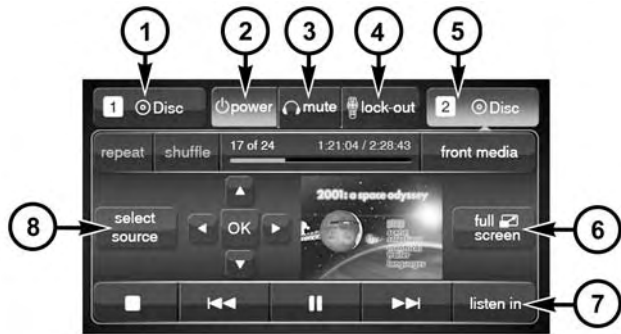 1 2 3 4 5
1 Disc power mute lock-out 2 Disc
repeat shuffle 17 of 24 1:21:04 / 2:28:43 front media
2001: a space odyssey
select source
OK
full screen
play
languages
listen in
8
6
7